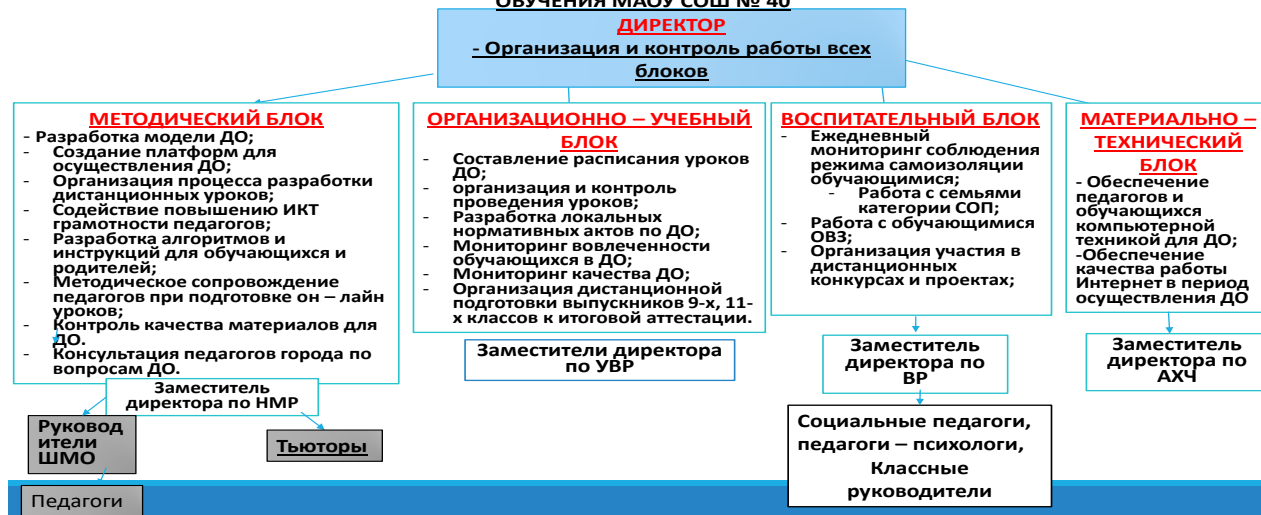 ОБУЧЕНИЯ МАОУ СОШ № 40
ДИРЕКТОР
- Организация и контроль работы всех
блоков
МЕТОДИЧЕСКИЙ БЛОК
- Разработка модели ДО;
- Создание платформ для
осуществления ДО;
- Организация процесса разработки
дистанционных уроков;
- Содействие повышению ИКТ
грамотности педагогов;
- Разработка алгоритмов и
инструкций для обучающихся и
родителей;
- Методическое сопровождение
педагогов при подготовке он – лайн
уроков;
- Контроль качества материалов для
ДО.
- Консультация педагогов города по
вопросам ДО.
Заместитель
директора по НМР
Руковод
ители
ШМО
Тьюторы
Педагоги
ОРГАНИЗАЦИОННО – УЧЕБНЫЙ
БЛОК
- Составление расписания уроков
ДО;
- организация и контроль
проведения уроков;
- Разработка локальных
нормативных актов по ДО;
- Мониторинг вовлеченности
обучающихся в ДО;
- Мониторинг качества ДО;
- Организация дистанционной
подготовки выпускников 9-х, 11-
х классов к итоговой аттестации.
Заместители директора
по УВР
ВОСПИТАТЕЛЬНЫЙ БЛОК
- Ежедневный
мониторинг соблюдения
режима самоизоляции
обучающимися;
- Работа с семьями
категории СОП;
- Работа с обучающимися
ОВЗ;
- Организация участия в
дистанционных
конкурсах и проектах;
Заместитель
директора по
ВР
Социальные педагоги,
педагоги – психологи,
Классные
руководители
МАТЕРИАЛЬНО –
ТЕХНИЧЕСКИЙ
БЛОК
- Обеспечение
педагогов и
обучающихся
компьютерной
техникой для ДО;
-Обеспечение
качества работы
Интернет в период
осуществления ДО
Заместитель
директора по
АХЧ